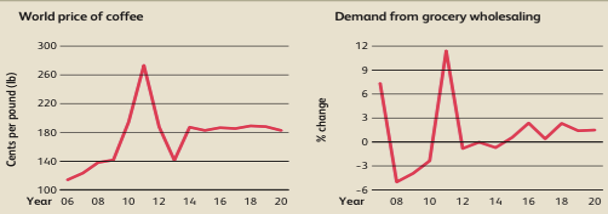 World price of coffee
Cents per pound (lb)
300
260
220
180
140
100
Year 06 08 10 12 14 16 18 20
Demand from grocery wholesaling
% change
12
9
6
3
0
–3
–6
Year 08 10 12 14 16 18 20